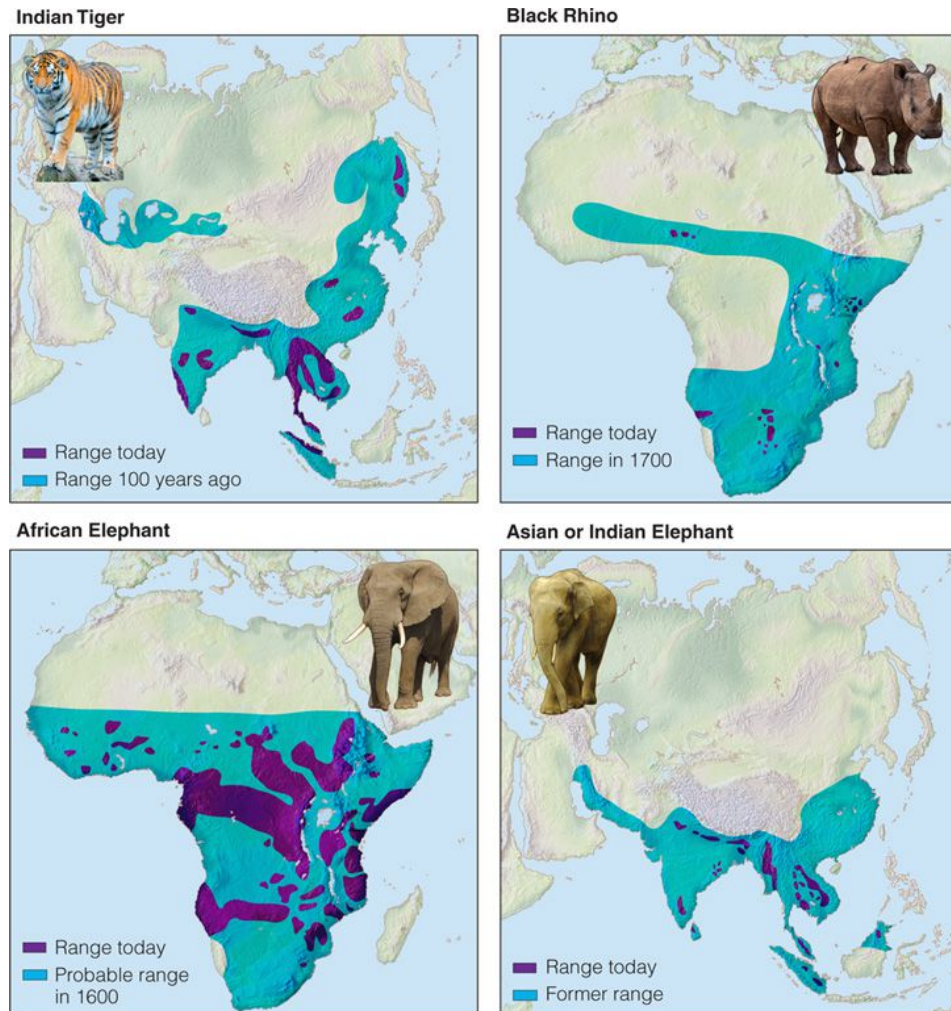 Indian Tiger
Range today
Range 100 years ago
Black Rhino
Range today
Range in 1700
African Elephant
Range today
Probable range
in 1600
Asian or Indian Elephant
Range today
Former range